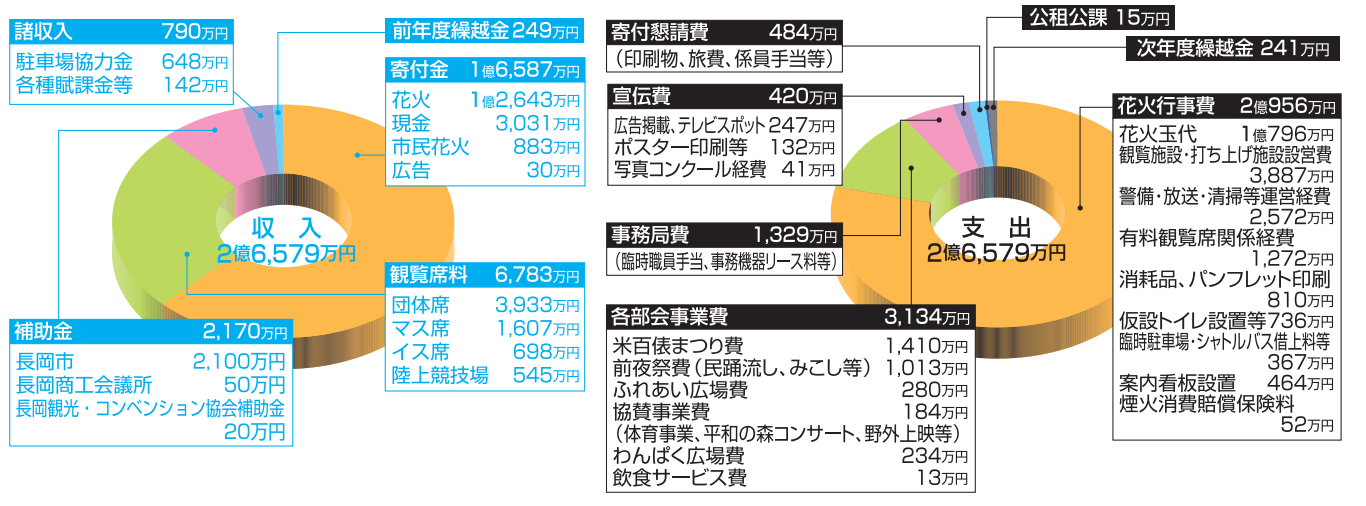 諸収入 790万円
駐車場協力金 648万円
各種賦課金等 142万円
前年度繰越金 249万円
寄付金 1億6,587万円
花火 1億2,643万円
現金 3,031万円
市民花火 883万円
広告 30万円
収 入
2億6,579万円
観覧席料 6,783万円
団体席 3,933万円
マス席 1,607万円
イス席 698万円
陸上競技場 545万円
補助金 2,170万円
長岡市 2,100万円
長岡商工会議所 50万円
長岡観光・コンベンション協会補助金
20万円
寄付懇請費 484万円
（印刷物、旅費、係員手当等）
宣伝費 420万円
広告掲載、テレビスポット 247万円
ポスター印刷等 132万円
写真コンクール経費 41万円
事務局費 1,329万円
（臨時職員手当、事務機器リース料等）
各部会事業費 3,134万円
米百俵まつり費 1,410万円
前夜祭費（民踊流し、みこし等） 1,013万円
ふれあい広場費 280万円
協賛事業費 184万円
（体育事業、平和の森コンサート、野外上映等）
わんぱく広場費 234万円
飲食サービス費 13万円
支 出
2億6,579万円
公租公課 15万円
次年度繰越金 241万円
花火行事費 2億956万円
花火玉代 1億796万円
観覧施設・打ち上げ施設設営費
3,887万円
警備・放送・清掃等運営経費
2,572万円
有料観覧席関係経費
1,272万円
消耗品、パンフレット印刷
810万円
仮設トイレ設置等 736万円
臨時駐車場・シャトルバス借上料等
367万円
案内看板設置 464万円
煙火消費賠償保険料
52万円